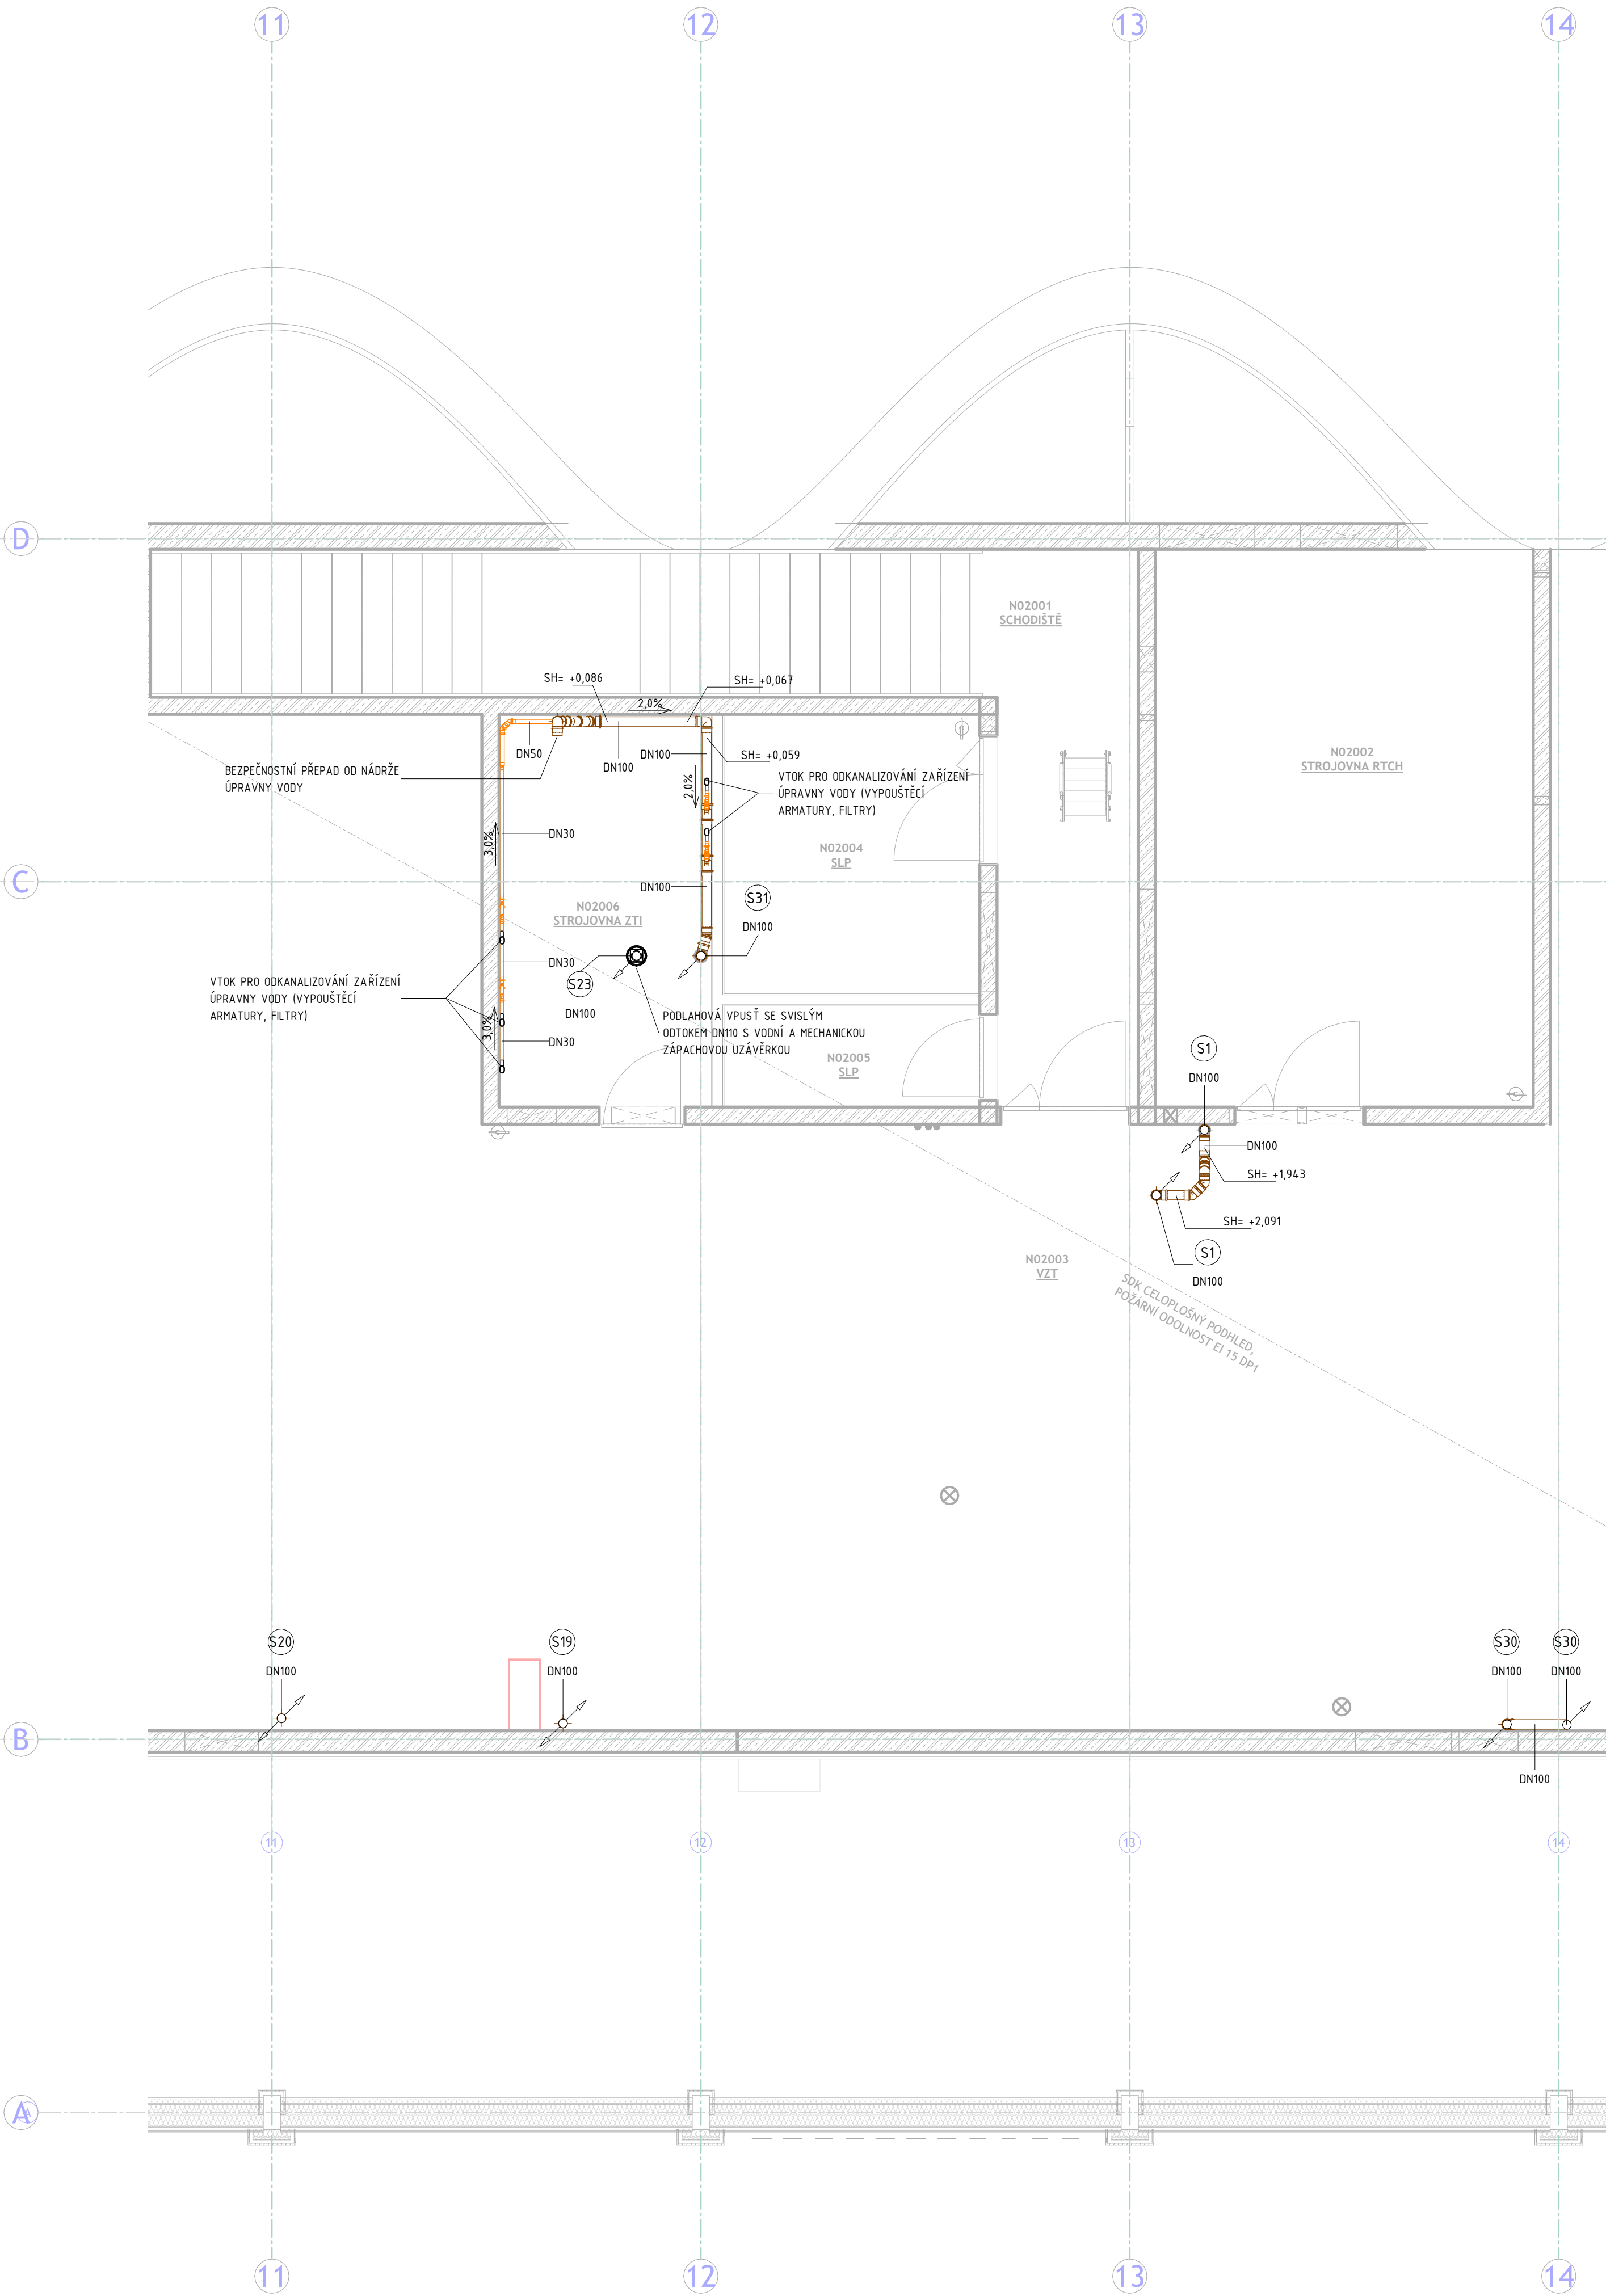 11
12
13
14
D
N02001
SCHODIŠTĚ
SH= +0,086
SH= +0,067
2,0%
N02002
STROJOVNA RTCH
DN50
DN100
DN100
SH= +0,059
BEZPEČNOSTNÍ PŘEPAD OD NÁDRŽE
ÚPRAVNY VODY
2,0%
VTOK PRO ODKANALIZOVÁNÍ ZAŘÍZENÍ
ÚPRAVNY VODY (VYPOUŠTĚCÍ
ARMATURY, FILTRY)
3,0%
DN30
N02004
SLP
C
DN100
S31
DN100
N02006
STROJOVNA ZTI
DN30
S23
DN100
VTOK PRO ODKANALIZOVÁNÍ ZAŘÍZENÍ
ÚPRAVNY VODY (VYPOUŠTĚCÍ
ARMATURY, FILTRY)
3,0%
DN30
PODLAHOVÁ VPUSŤ SE SVISLÝM
ODTOKEM DN110 S VODNÍ A MECHANICKOU
ZÁPACHOVOU UZÁVĚRKOU
N02005
SLP
S1
DN100
DN100
SH= +1,943
SH= +2,091
S1
DN100
N02003
VZT
SDK CELOPLOŠNÝ PODHLED,
POŽÁRNÍ ODOLNOST EI 15 DP1
S20
DN100
S19
DN100
S30
DN100
S30
DN100
B
DN100
11
12
13
14
A
A
11
12
13
14